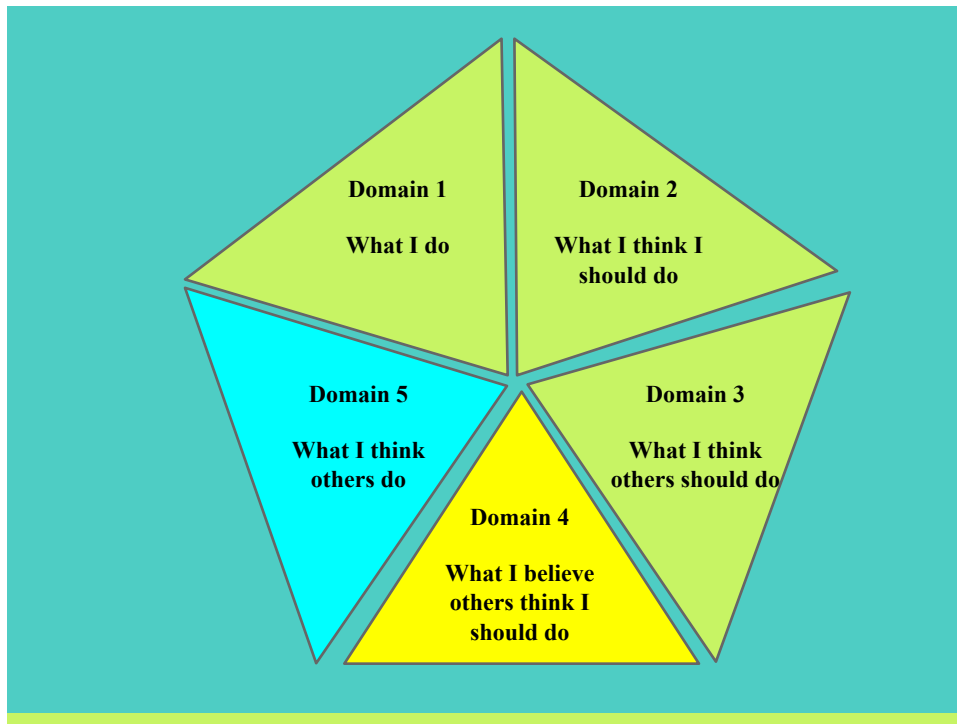 Domain 1
What I do
Domain 2
What I think I
should do
Domain 5
What I think
others do
Domain 3
What I think
others should do
Domain 4
What I believe
others think I
should do